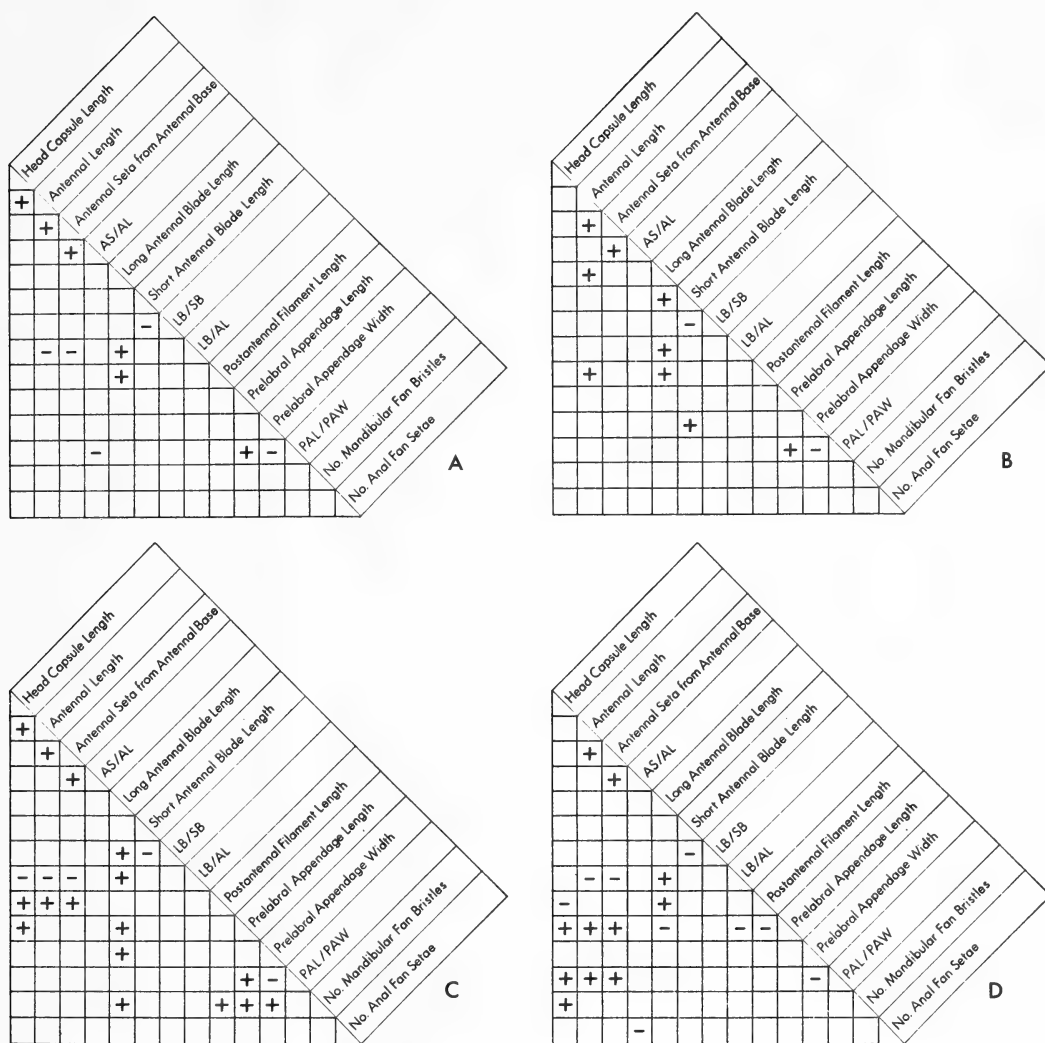 Head Capsule Length
Antennal Length
Antennal Seta from Antennal Base
AS/AL
Long Antennal Blade Length
Short Antennal Blade Length
LB/SB
LB/AL
Postantennal Filament Length
Prelabral Appendage Length
Prelabral Appendage Width
PAL/PAW
No. Mandibular Fan Bristles
No. Anal Fan Setae
+
+
+
-
- - +
+
- + -
A
Head Capsule Length
Antennal Length
Antennal Seta from Antennal Base
AS/AL
Long Antennal Blade Length
Short Antennal Blade Length
LB/SB
LB/AL
Postantennal Filament Length
Prelabral Appendage Length
Prelabral Appendage Width
PAL/PAW
No. Mandibular Fan Bristles
No. Anal Fan Setae
+
+
+
+
-
+
+ +
+
+ -
B
Head Capsule Length
Antennal Length
Antennal Seta from Antennal Base
AS/AL
Long Antennal Blade Length
Short Antennal Blade Length
LB/SB
LB/AL
Postantennal Filament Length
Prelabral Appendage Length
Prelabral Appendage Width
PAL/PAW
No. Mandibular Fan Bristles
No. Anal Fan Setae
+
+
+
+ -
- - - +
+ + +
+ +
+
+ -
+ + + +
C
Head Capsule Length
Antennal Length
Antennal Seta from Antennal Base
AS/AL
Long Antennal Blade Length
Short Antennal Blade Length
LB/SB
LB/AL
Postantennal Filament Length
Prelabral Appendage Length
Prelabral Appendage Width
PAL/PAW
No. Mandibular Fan Bristles
No. Anal Fan Setae
+
+
-
- - +
- +
+ + + - - -
+ + + -
+
-
D